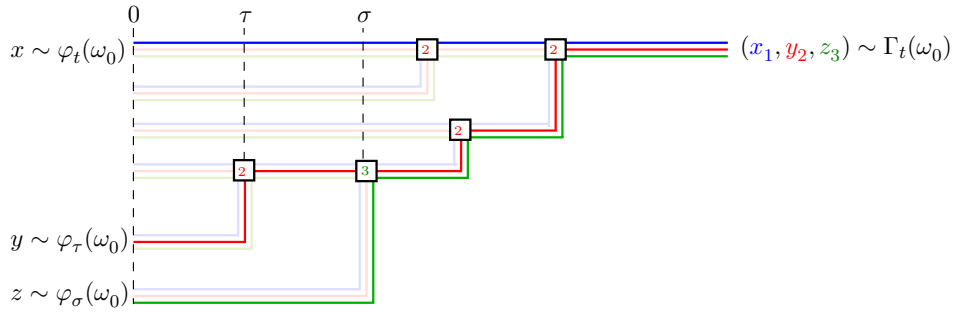 0 τ σ
x ∼ φ_t(ω_0) 2 2 (x_1, y_2, z_3) ∼ Γ_t(ω_0)
2
2 3
y ∼ φ_τ(ω_0)
z ∼ φ_σ(ω_0)